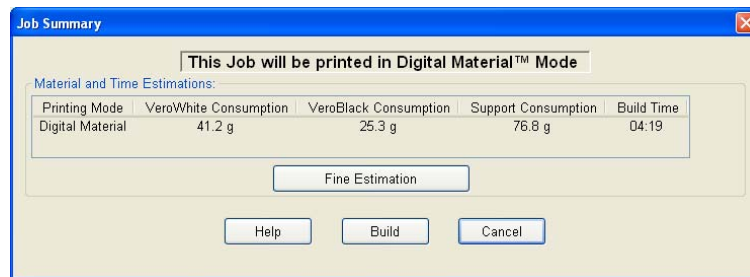 Job Summary
This Job will be printed in Digital Material™ Mode
Material and Time Estimations:
Printing Mode VeroWhite Consumption VeroBlack Consumption Support Consumption Build Time
Digital Material 41.2 g 25.3 g 76.8 g 04:19
Fine Estimation
Help Build Cancel